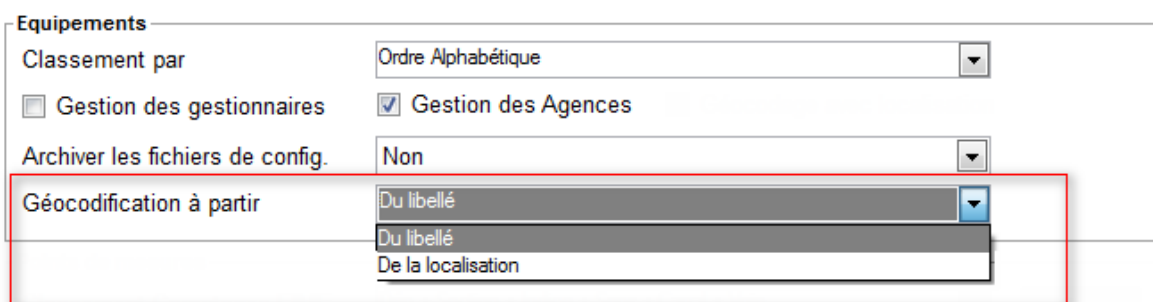 Equipements
Classement par Ordre Alphabétique
Gestion des gestionnaires Gestion des Agences
Archiver les fichiers de config. Non
Géocodification à partir Du libellé
Du libellé
De la localisation